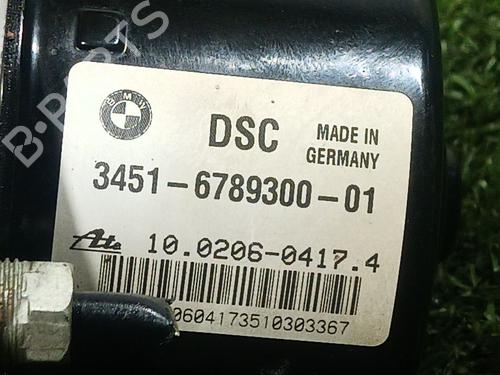 BMW
DSC
MADE IN
GERMANY
3451-6789300-01
Ate
10.0206-0417.4
0604173510303367
B-PARTS